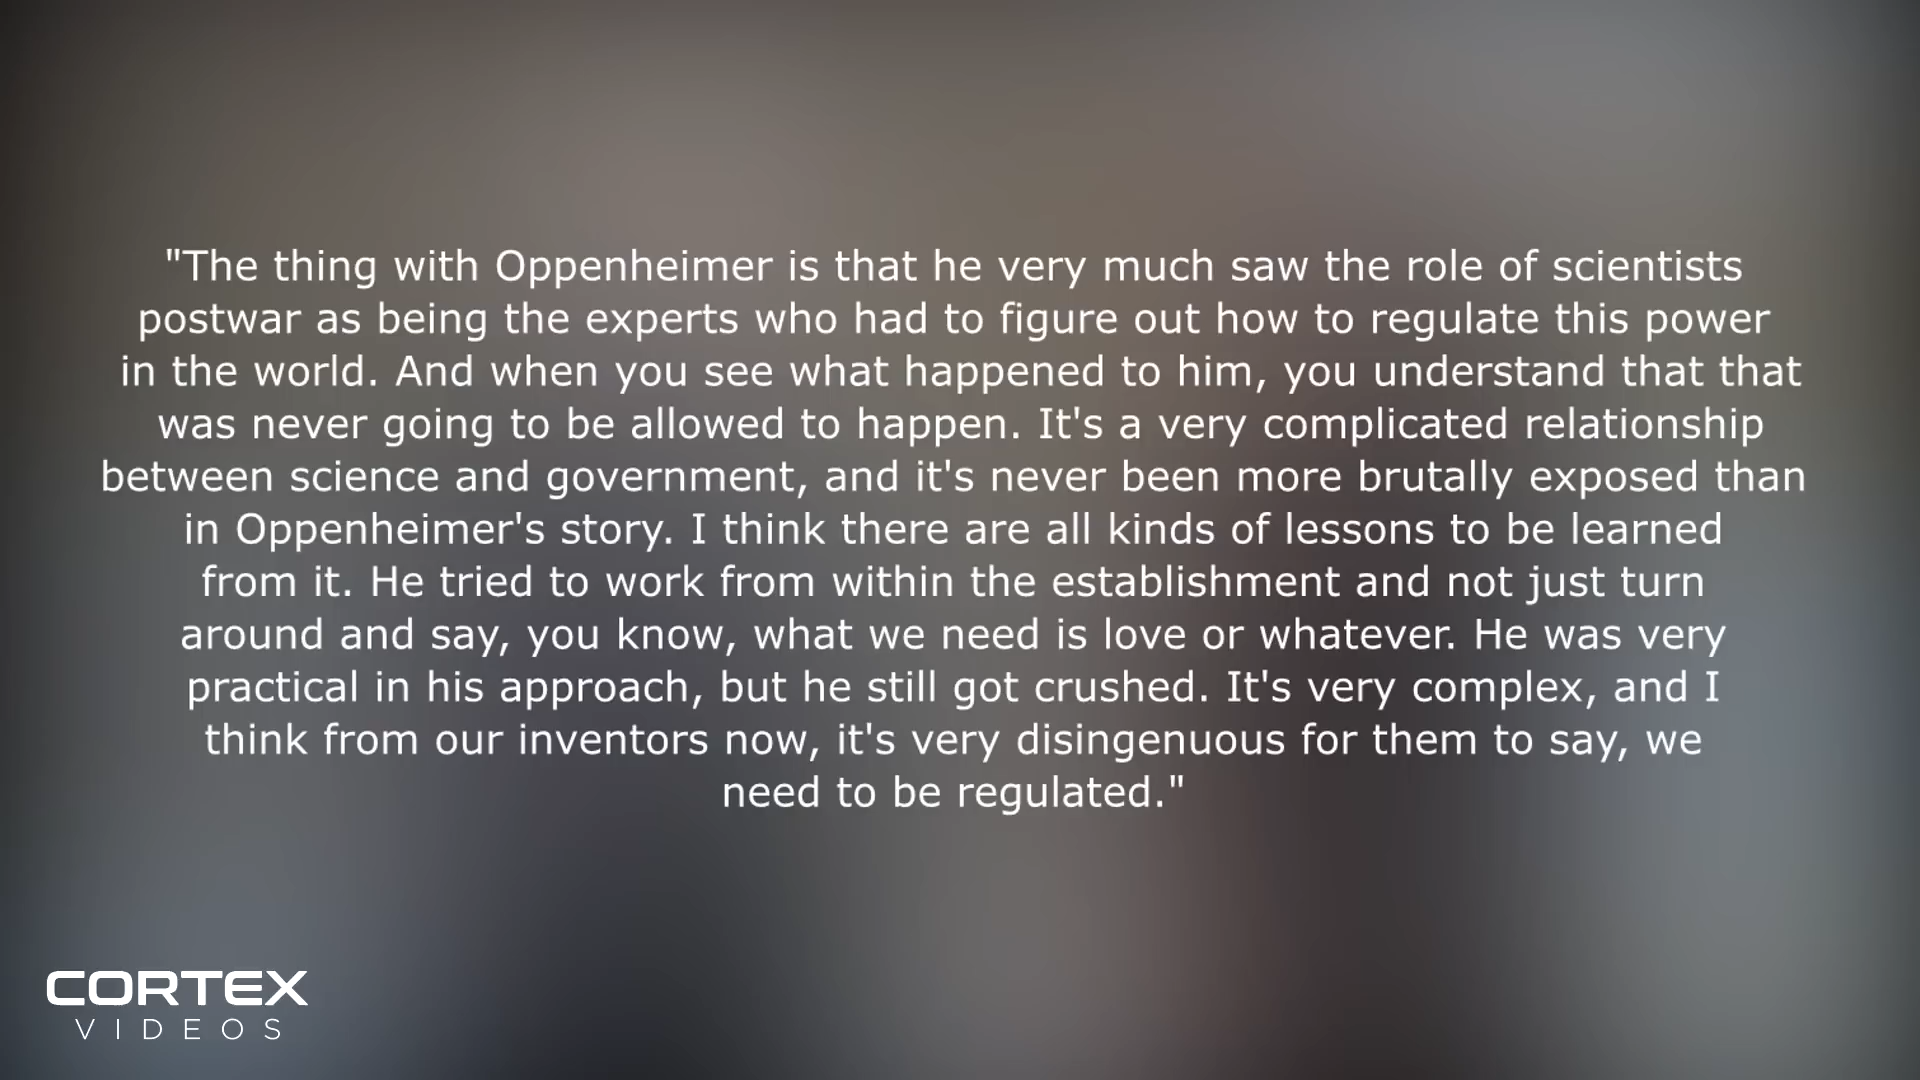 "The thing with Oppenheimer is that he very much saw the role of scientists
postwar as being the experts who had to figure out how to regulate this power
in the world. And when you see what happened to him, you understand that that
was never going to be allowed to happen. It's a very complicated relationship
between science and government, and it's never been more brutally exposed than
in Oppenheimer's story. I think there are all kinds of lessons to be learned
from it. He tried to work from within the establishment and not just turn
around and say, you know, what we need is love or whatever. He was very
practical in his approach, but he still got crushed. It's very complex, and I
think from our inventors now, it's very disingenuous for them to say, we
need to be regulated."
CORTEX
VIDEOS